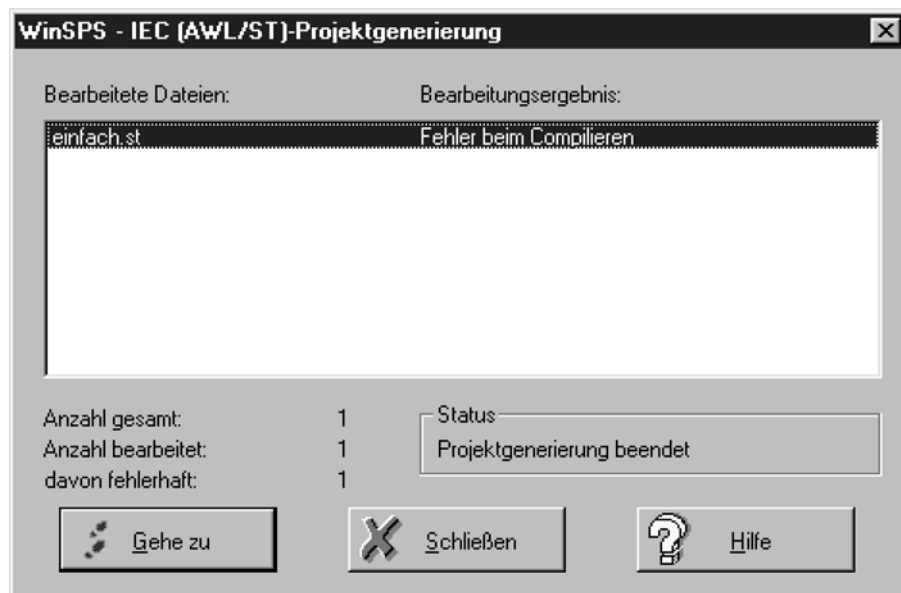 WinSPS - IEC (AWL/ST)-Projektgenerierung
Bearbeitete Dateien: Bearbeitungsergebnis:
einfach.st Fehler beim Compilieren
Anzahl gesamt: 1
Anzahl bearbeitet: 1
davon fehlerhaft: 1
Status
Projektgenerierung beendet
Gehe zu Schließen Hilfe